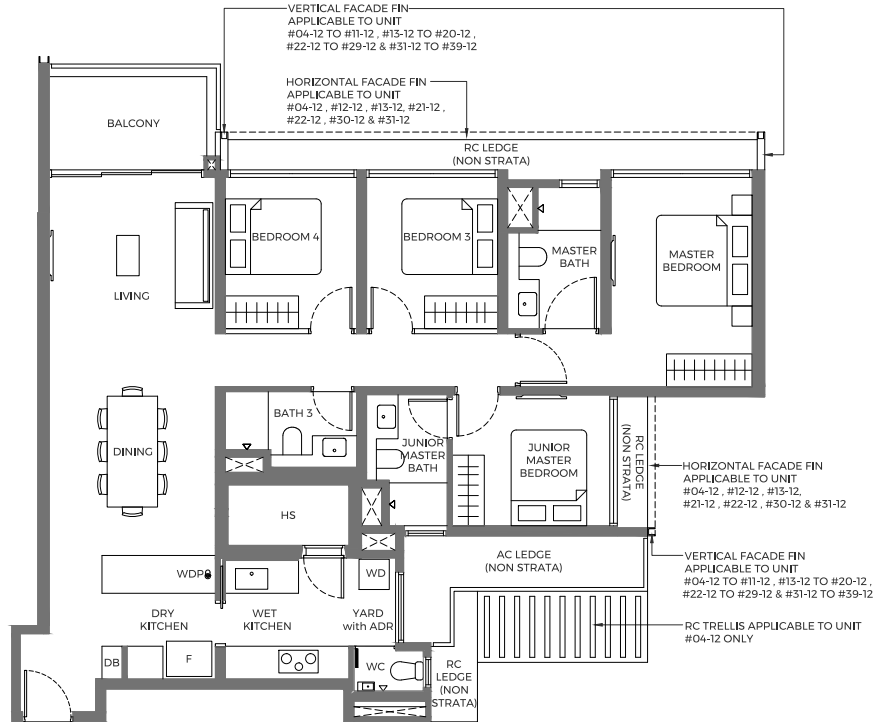 VERTICAL FACADE FIN
APPLICABLE TO UNIT
#04-12 TO #11-12 , #13-12 TO #20-12 ,
#22-12 TO #29-12 & #31-12 TO #39-12
HORIZONTAL FACADE FIN
APPLICABLE TO UNIT
#04-12 , #12-12 , #13-12, #21-12 ,
#22-12 , #30-12 & #31-12
BALCONY
RC LEDGE
(NON STRATA)
BEDROOM 4
BEDROOM 3
MASTER
BATH
MASTER
BEDROOM
LIVING
BATH 3
DINING
JUNIOR
MASTER
BATH
JUNIOR
MASTER
BEDROOM
RC LEDGE
(NON STRATA)
HORIZONTAL FACADE FIN
APPLICABLE TO UNIT
#04-12 , #12-12 , #13-12,
#21-12 , #22-12 , #30-12 & #31-12
HS
AC LEDGE
(NON STRATA)
VERTICAL FACADE FIN
APPLICABLE TO UNIT
#04-12 TO #11-12 , #13-12 TO #20-12 ,
#22-12 TO #29-12 & #31-12 TO #39-12
WDP
WD
DRY
KITCHEN
WET
KITCHEN
YARD
with ADR
RC TRELLIS APPLICABLE TO UNIT
#04-12 ONLY
DB
F
WC
RC
LEDGE
(NON
STRATA)